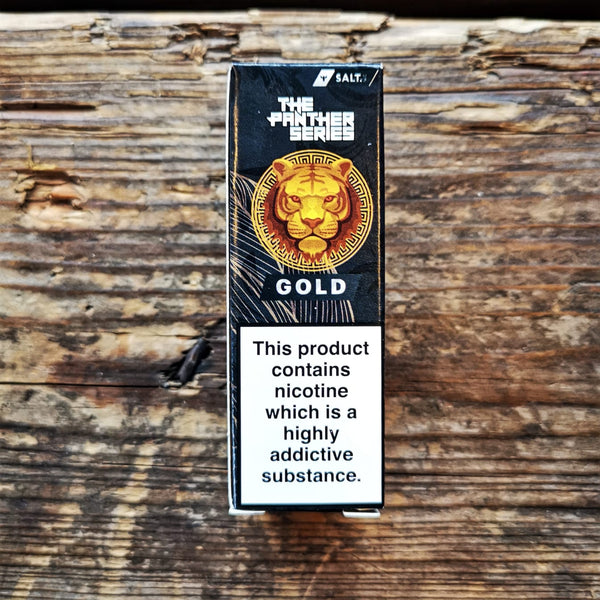 SALT.
THE
PANTHER
SERIES
GOLD
This product
contains
nicotine
which is a
highly
addictive
substance.